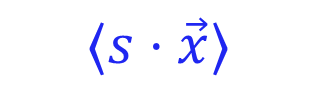 ⟨s · x⃗⟩